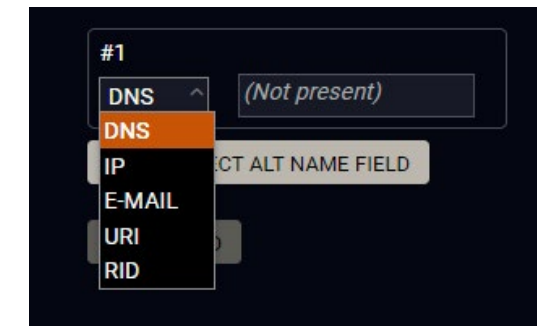 #1
DNS (Not present)
DNS
IP
ECT ALT NAME FIELD
E-MAIL
URI
RID